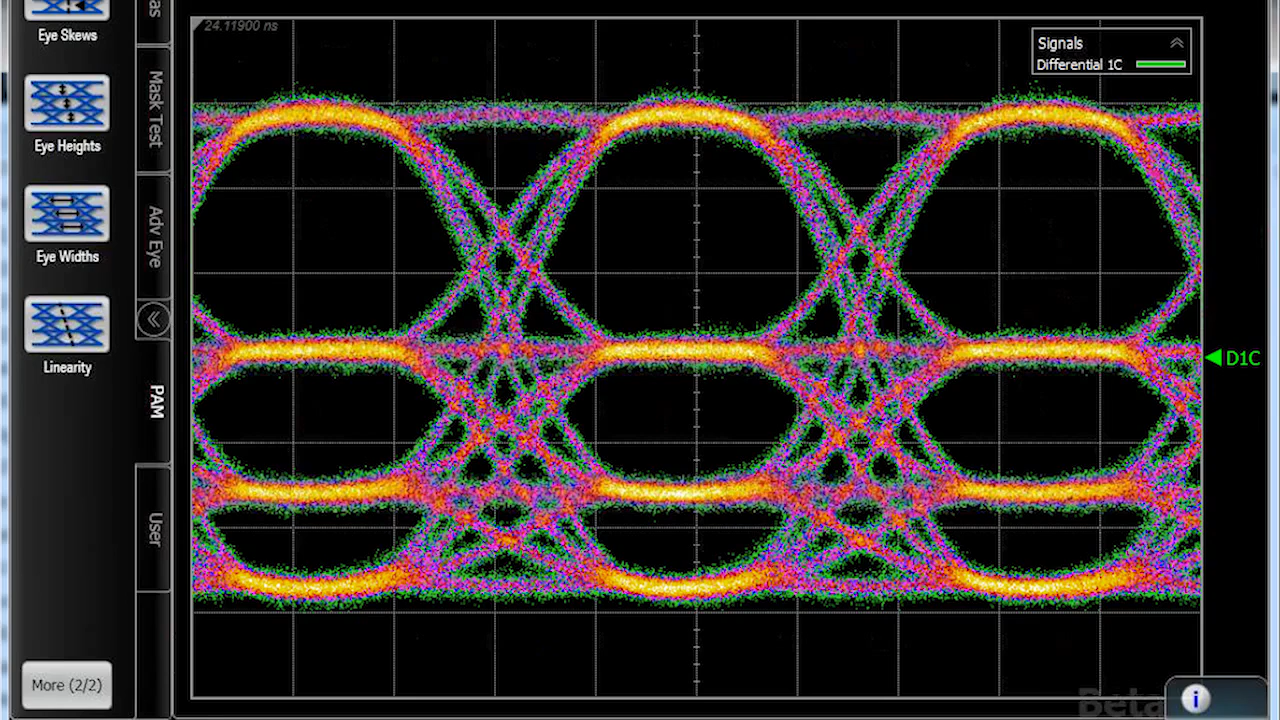 Eye Skews
Eye Heights
Eye Widths
Linearity
More (2/2)
Mask Test
Adv Eye
PAM
User
24.11900 ns
Signals
Differential 1C
D1C
Beta
i